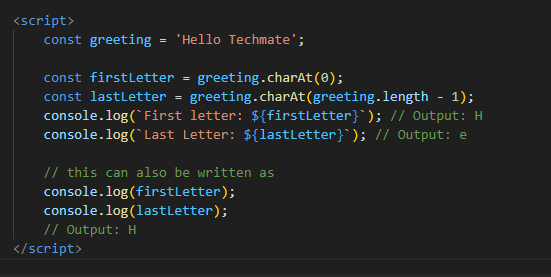 <script>
const greeting = 'Hello Techmate';
const firstLetter = greeting.charAt(0);
const lastLetter = greeting.charAt(greeting.length - 1);
console.log(`First letter: ${firstLetter}`); // Output: H
console.log(`Last Letter: ${lastLetter}`); // Output: e
// this can also be written as
console.log(firstLetter);
console.log(lastLetter);
// Output: H
</script>